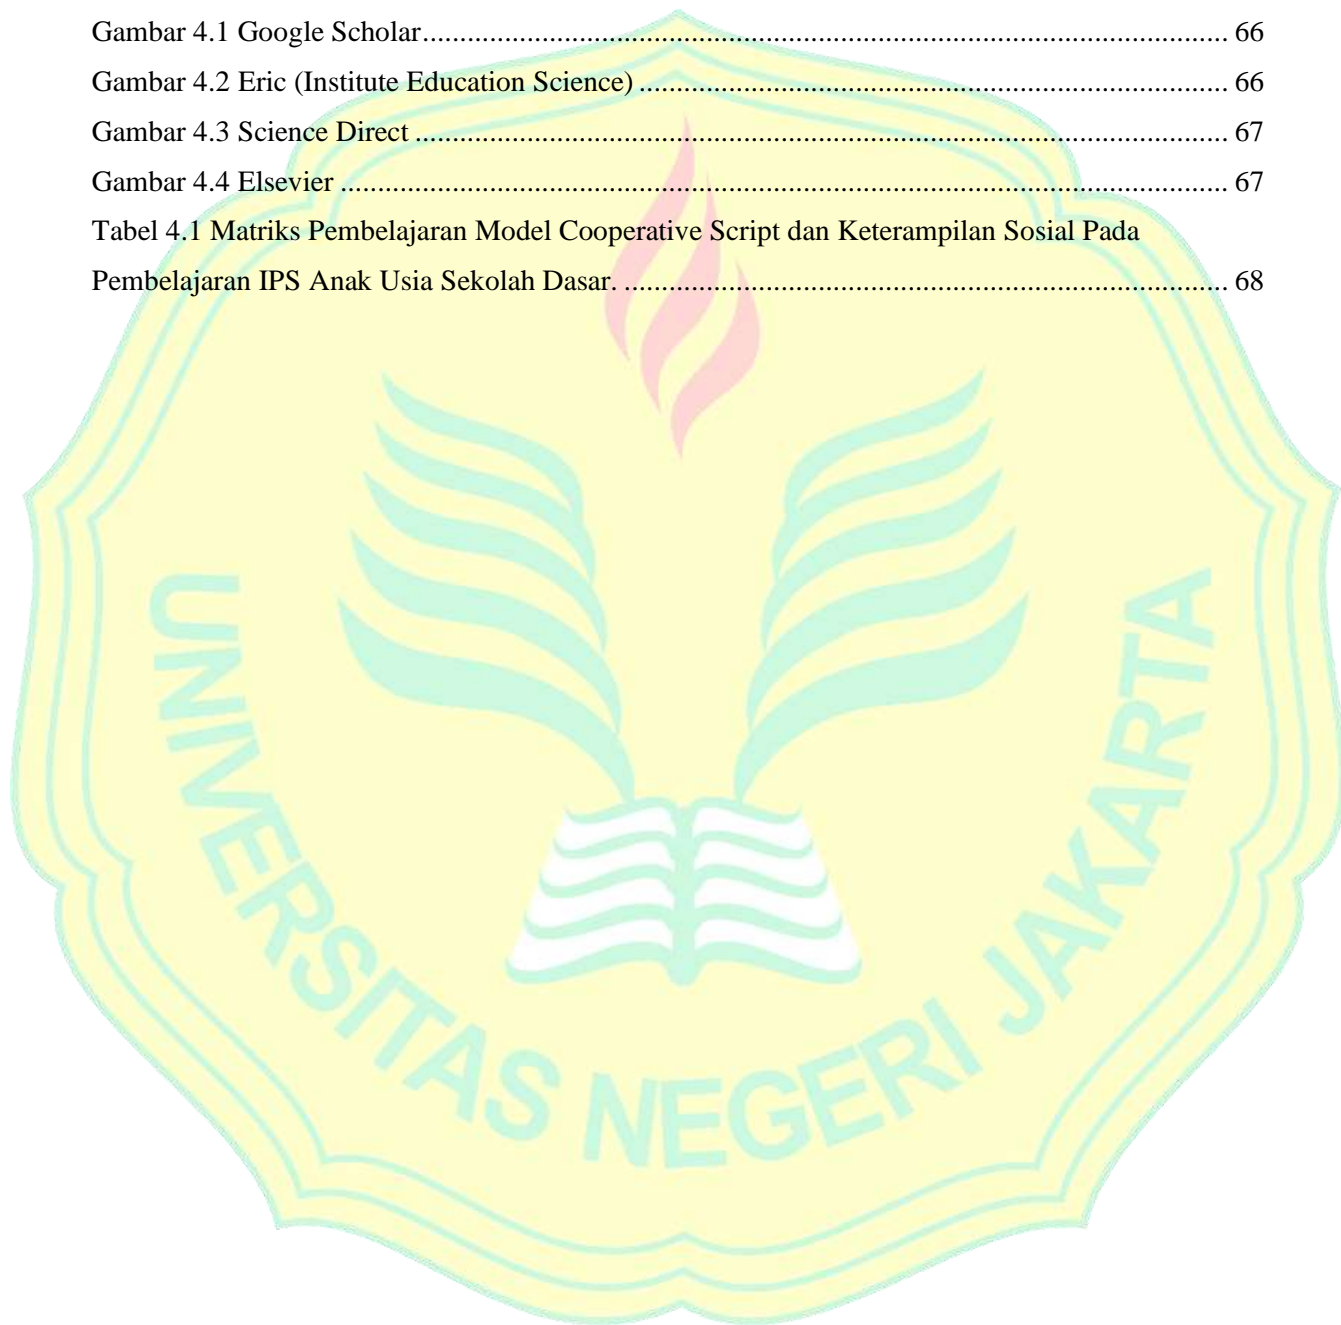 Gambar 4.1 Google Scholar........................................................................................................... 66
Gambar 4.2 Eric (Institute Education Science) .............................................................................. 66
Gambar 4.3 Science Direct ............................................................................................................ 67
Gambar 4.4 Elsevier ...................................................................................................................... 67
Tabel 4.1 Matriks Pembelajaran Model Cooperative Script dan Keterampilan Sosial Pada
Pembelajaran IPS Anak Usia Sekolah Dasar. ................................................................................ 68
UNIVERSITAS NEGERI JAKARTA